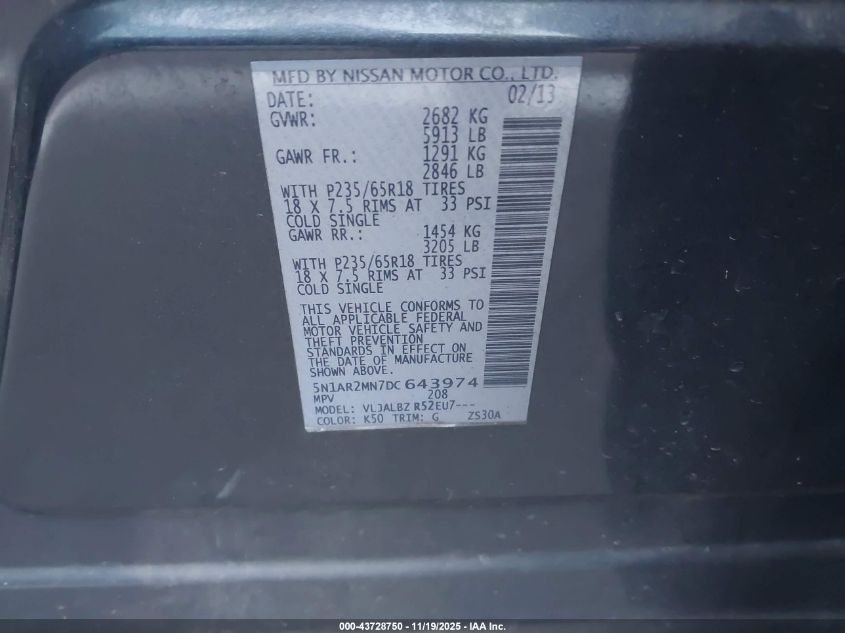 MFD BY NISSAN MOTOR CO., LTD.
DATE: 02/13
GVWR: 2682 KG
5913 LB
GAWR FR.: 1291 KG
2846 LB
WITH P235/65R18 TIRES
18 X 7.5 RIMS AT 33 PSI
COLD SINGLE
GAWR RR.: 1454 KG
3205 LB
WITH P235/65R18 TIRES
18 X 7.5 RIMS AT 33 PSI
COLD SINGLE
THIS VEHICLE CONFORMS TO
ALL APPLICABLE FEDERAL
MOTOR VEHICLE SAFETY AND
THEFT PREVENTION
STANDARDS IN EFFECT ON
THE DATE OF MANUFACTURE
SHOWN ABOVE.
5N1AR2MN7DC 643974
MPV 208
MODEL: VLJALBZ R52EU7---
COLOR: K50 TRIM: G ZS30A
000-43728750 - 11/19/2025 - IAA Inc.